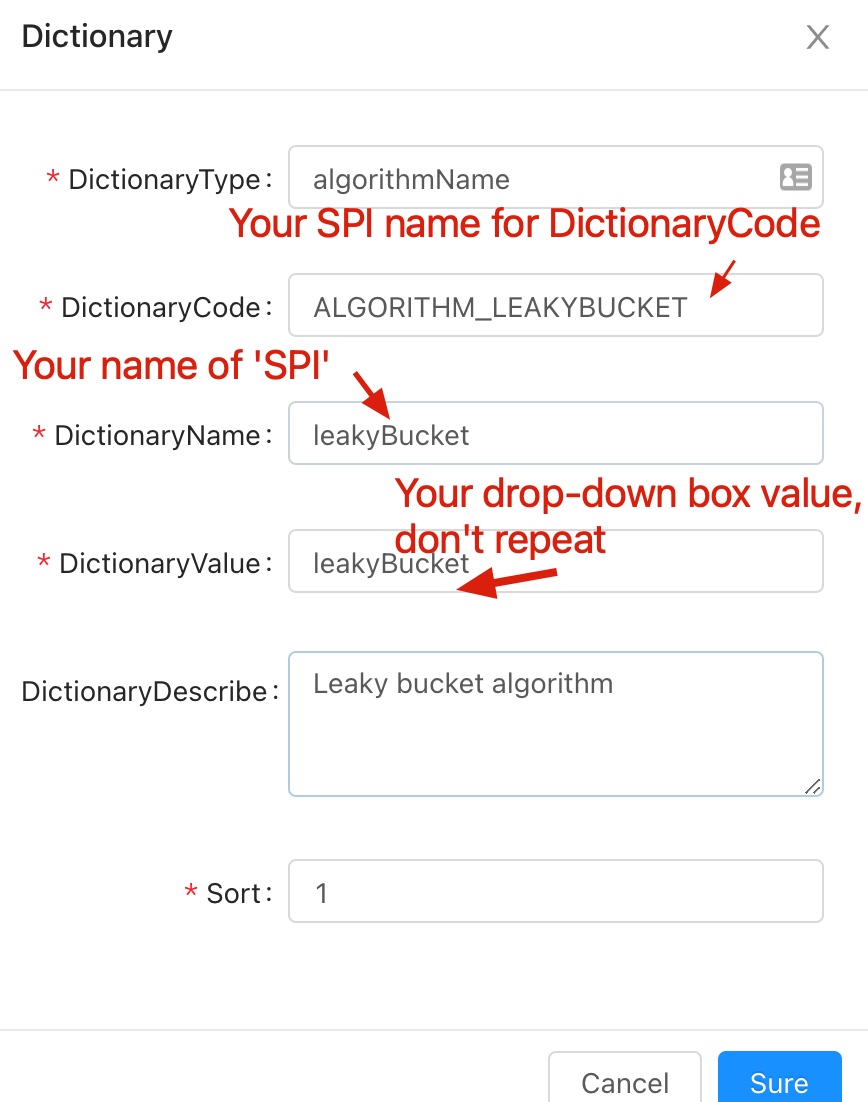 Dictionary
* DictionaryType: algorithmName
Your SPI name for DictionaryCode
* DictionaryCode: ALGORITHM_LEAKYBUCKET
Your name of 'SPI'
* DictionaryName: leakyBucket
Your drop-down box value,
don't repeat
* DictionaryValue: leakyBucket
DictionaryDescribe: Leaky bucket algorithm
* Sort: 1
Cancel Sure